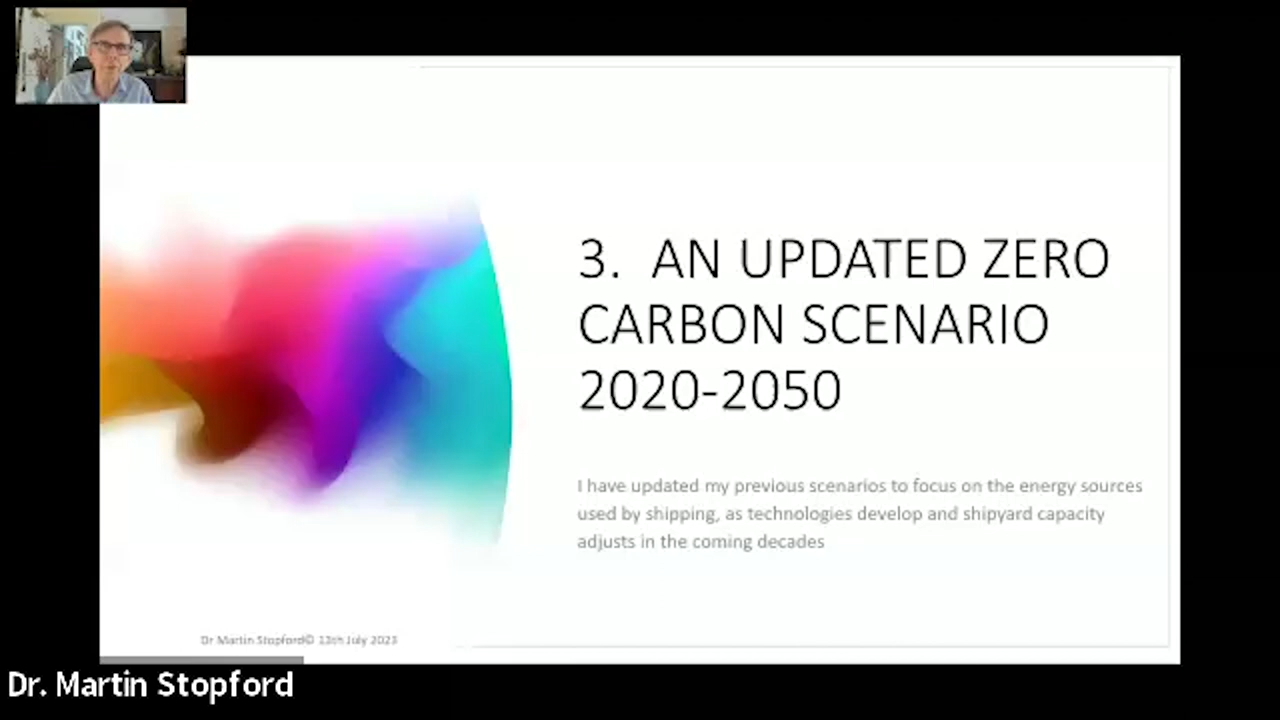 3. AN UPDATED ZERO
CARBON SCENARIO
2020-2050
I have updated my previous scenarios to focus on the energy sources
used by shipping, as technologies develop and shipyard capacity
adjusts in the coming decades
Dr Martin Stopford© 13th July 2023
Dr. Martin Stopford